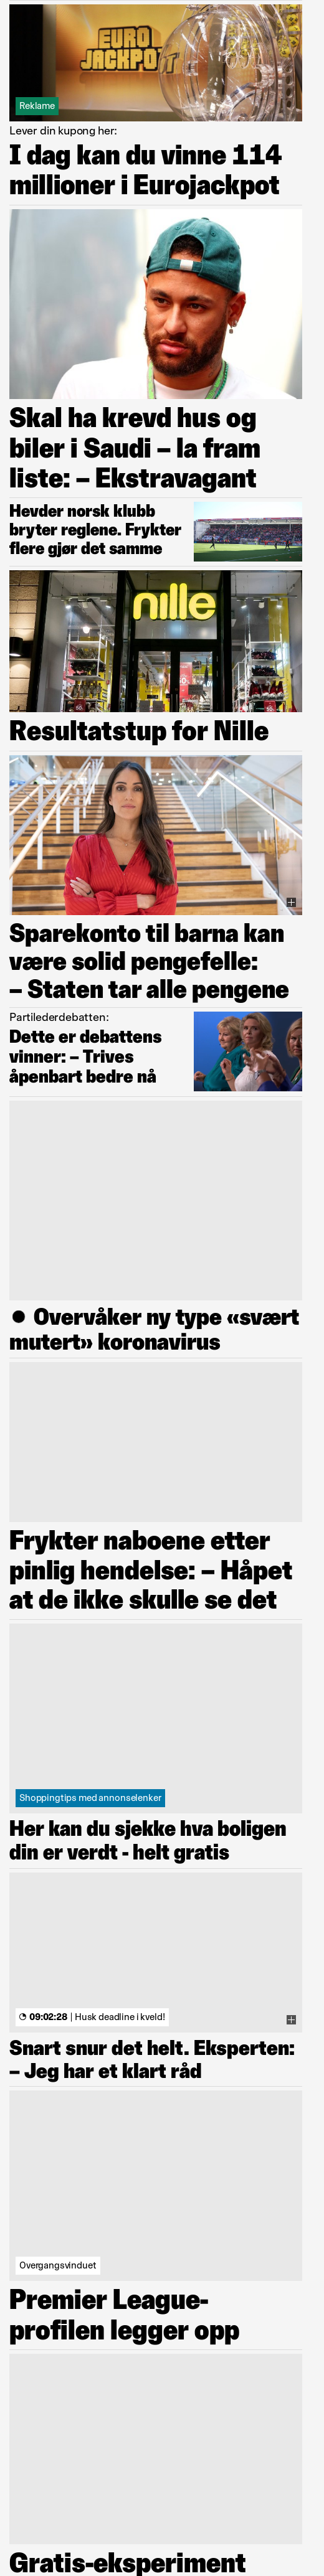 EURO
JACKPOT
Reklame
Lever din kupong her:
I dag kan du vinne 114
millioner i Eurojackpot
Skal ha krevd hus og
biler i Saudi – la fram
liste: – Ekstravagant
Hevder norsk klubb
bryter reglene. Frykter
flere gjør det samme
nille
Resultatstup for Nille
Sparekonto til barna kan
være solid pengefelle:
– Staten tar alle pengene
Partilederdebatten:
Dette er debattens
vinner: – Trives
åpenbart bedre nå
● Overvåker ny type «svært
mutert» koronavirus
Frykter naboene etter
pinlig hendelse: – Håpet
at de ikke skulle se det
Shoppingtips med annonselenker
Her kan du sjekke hva boligen
din er verdt - helt gratis
09:02:28 | Husk deadline i kveld!
Snart snur det helt. Eksperten:
– Jeg har et klart råd
Overgangsvinduet
Premier League-
profilen legger opp
Gratis-eksperiment